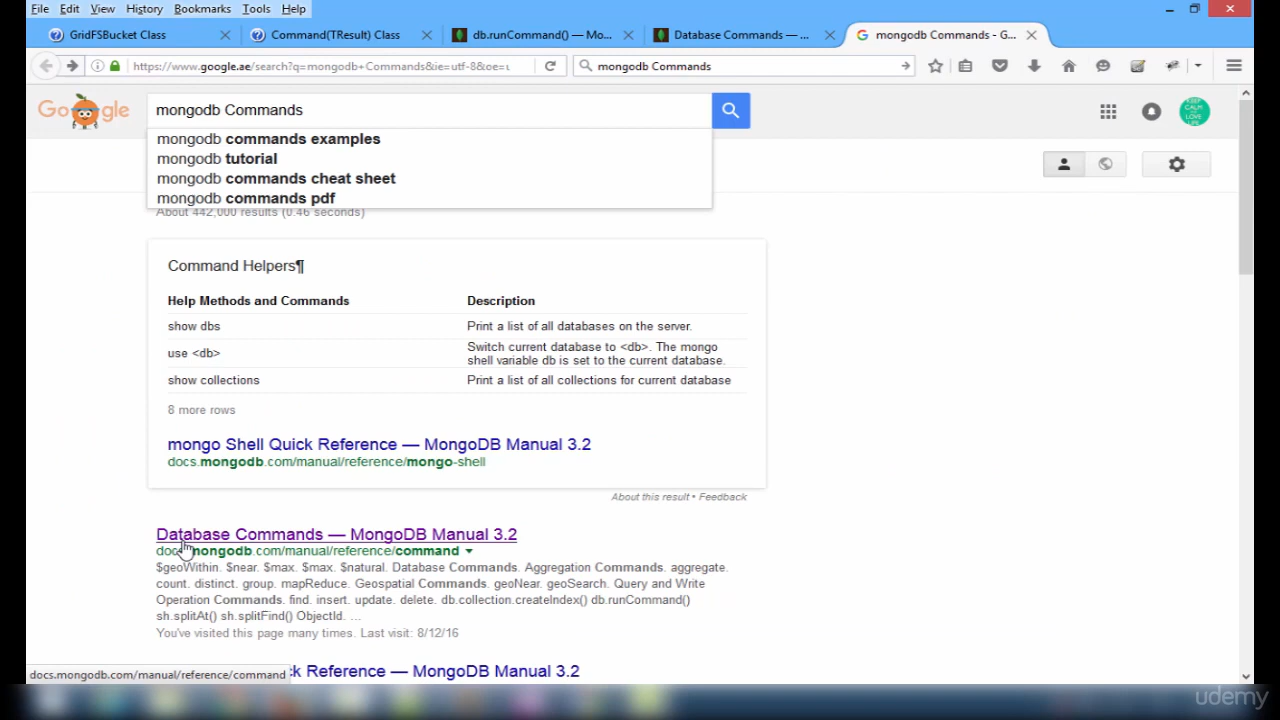 File Edit View History Bookmarks Tools Help
GridFSBucket Class
Command(TResult) Class
db.runCommand() — Mo...
Database Commands — ...
mongodb Commands - G...
https://www.google.ae/search?q=mongodb+Commands&ie=utf-8&oe=u
mongodb Commands
Google
mongodb Commands
mongodb commands examples
mongodb tutorial
mongodb commands cheat sheet
mongodb commands pdf
About 442,000 results (0.46 seconds)
Command Helpers¶
Help Methods and Commands Description
show dbs Print a list of all databases on the server.
use <db> Switch current database to <db>. The mongo
shell variable db is set to the current database.
show collections Print a list of all collections for current database
8 more rows
mongo Shell Quick Reference — MongoDB Manual 3.2
docs.mongodb.com/manual/reference/mongo-shell
About this result • Feedback
Database Commands — MongoDB Manual 3.2
docs.mongodb.com/manual/reference/command
$geoWithin. $near. $max. $max. $natural. Database Commands. Aggregation Commands. aggregate.
count. distinct. group. mapReduce. Geospatial Commands. geoNear. geoSearch. Query and Write
Operation Commands. find. insert. update. delete. db.collection.createIndex() db.runCommand()
sh.splitAt() sh.splitFind() ObjectId. ...
You've visited this page many times. Last visit: 8/12/16
ck Reference — MongoDB Manual 3.2
docs.mongodb.com/manual/reference/command
udemy